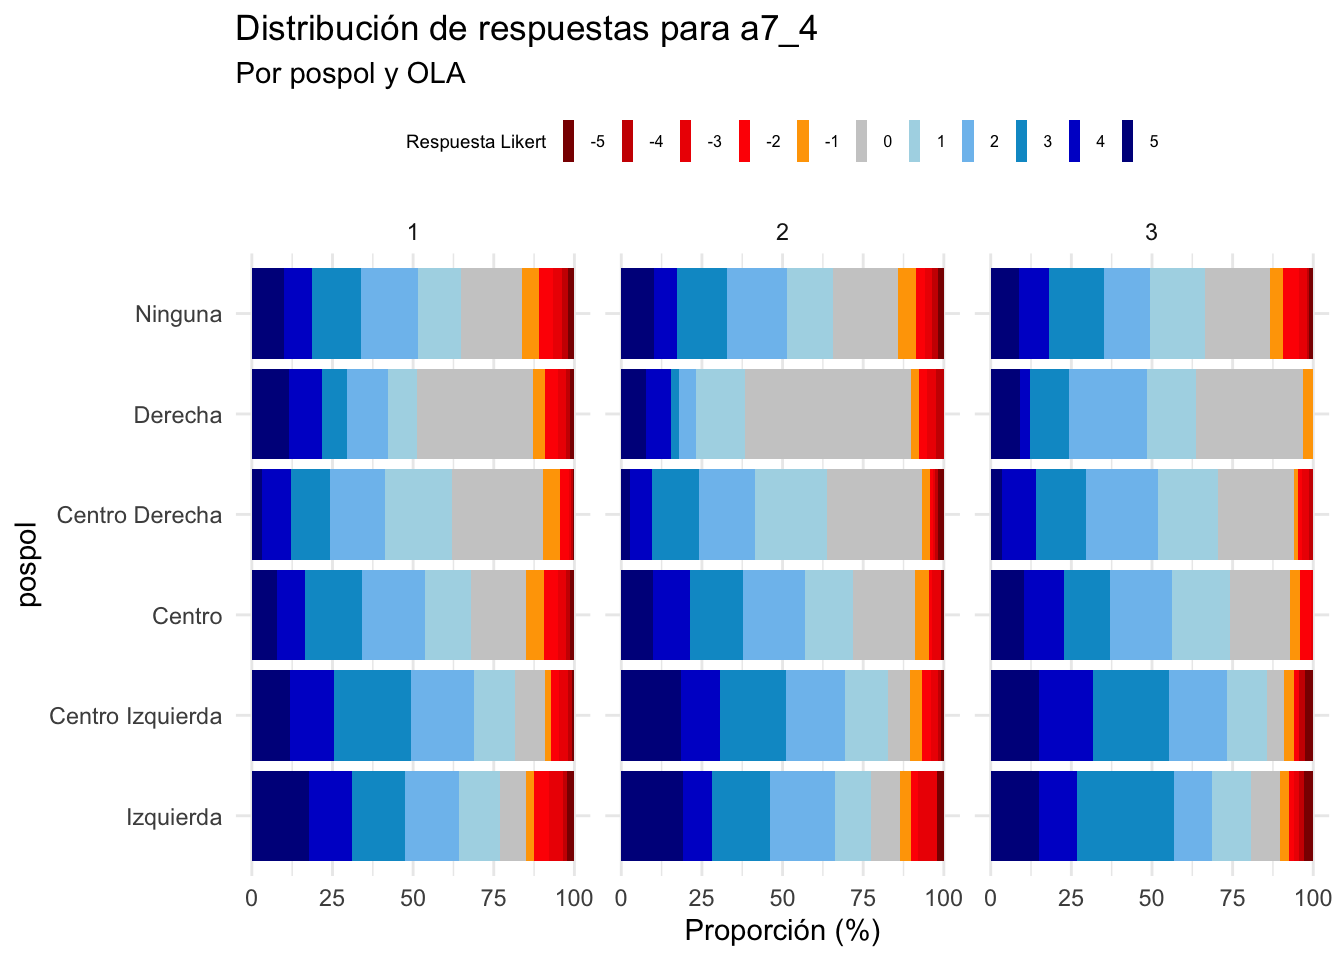 Distribución de respuestas para a7_4
Por pospol y OLA
Respuesta Likert -5 -4 -3 -2 -1 0 1 2 3 4 5
1 2 3
Ninguna
Derecha
Centro Derecha
Centro
Centro Izquierda
Izquierda
pospol
0 25 50 75 100 0 25 50 75 100 0 25 50 75 100
Proporción (%)